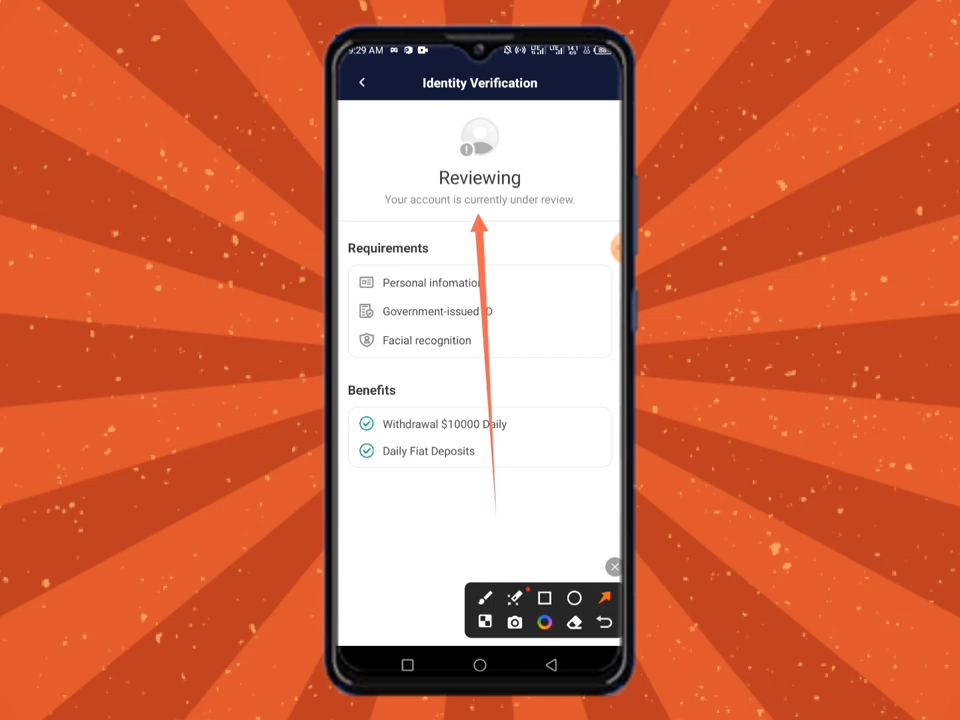 9:29 AM
Identity Verification
Reviewing
Your account is currently under review.
Requirements
Personal infomation
Government-issued ID
Facial recognition
Benefits
Withdrawal $10000 Daily
Daily Fiat Deposits